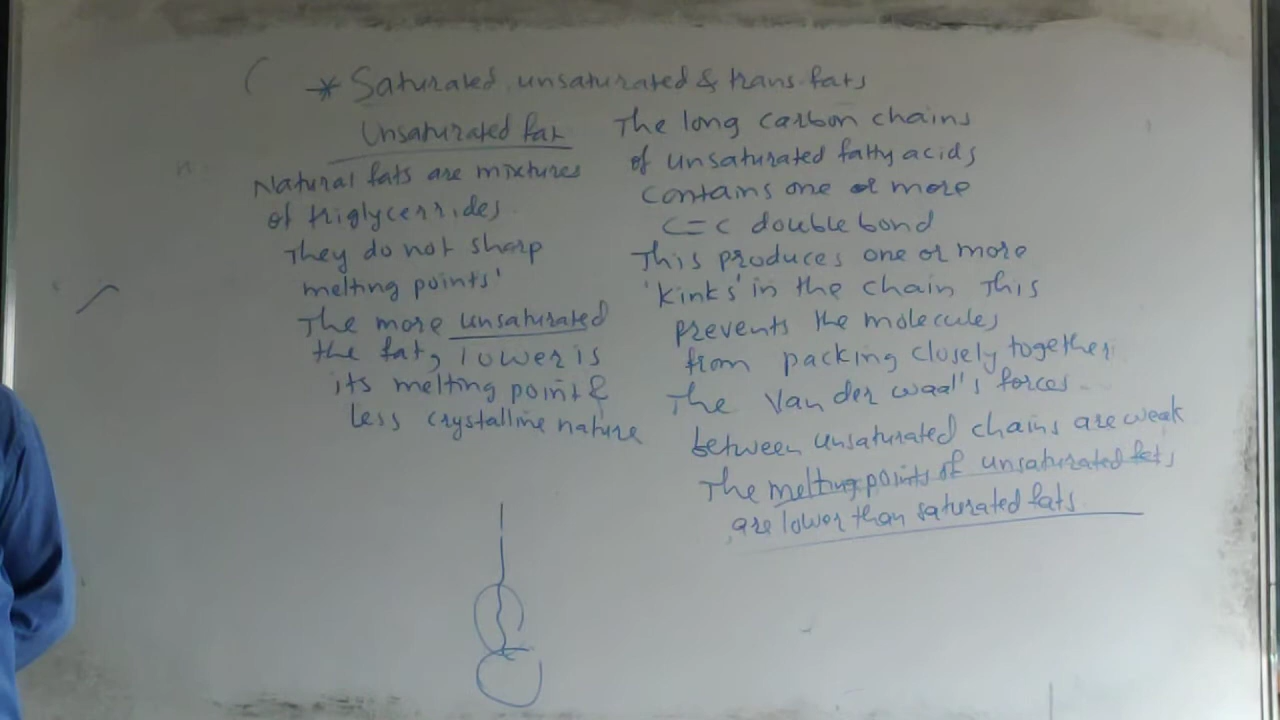 * Saturated, unsaturated & trans fats
Unsaturated fat
Natural fats are mixtures
of triglycerrides.
They do not sharp
melting points'
The more unsaturated
the fat, lower is
its melting point &
less crystalline nature
The long carbon chains
of unsaturated fatty acids
contains one or more
C=C double bond
This produces one or more
'kinks' in the chain This
prevents the molecules
from packing closely together
The Van der waal's forces
between unsaturated chains are weak
The melting points of unsaturated fats
are lower than saturated fats.